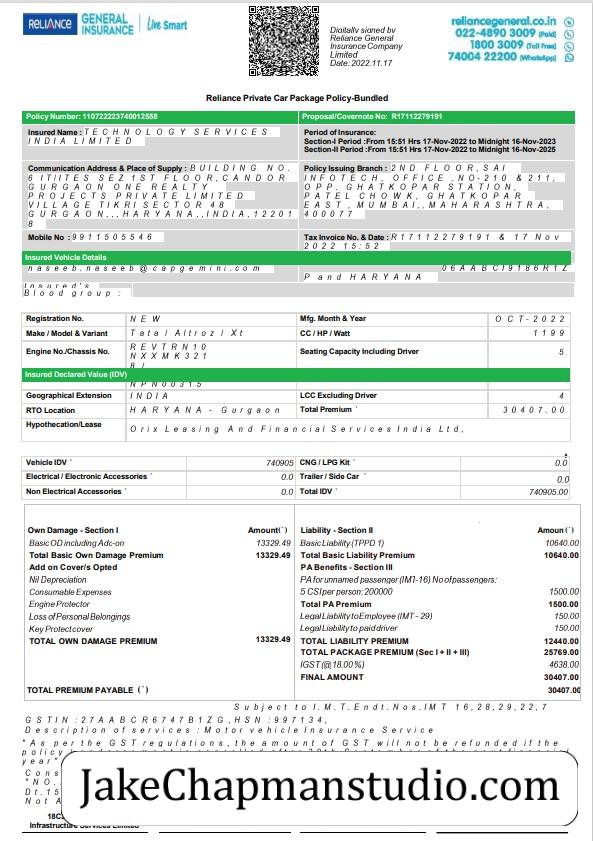 RELIANCE GENERAL INSURANCE Live Smart
Digitally signed by
Reliance General
Insurance Company
Limited
Date: 2022.11.17
reliancegeneral.co.in
022-4890 3009 (Paid)
1800 3009 (Toll Free)
74004 22200 (WhatsApp)
Reliance Private Car Package Policy-Bundled
Policy Number: 110722223740012558 Proposal/Covernote No: R17112279191
Insured Name : TECHNOLOGY SERVICES
INDIA LIMITED
Period of Insurance:
Section-I Period :From 15:51 Hrs 17-Nov-2022 to Midnight 16-Nov-2023
Section-II Period :From 15:51 Hrs 17-Nov-2022 to Midnight 16-Nov-2025
Communication Address & Place of Supply : BUILDING NO.
6 ITIITES SEZ 1ST FLOOR,CANDOR
GURGAON ONE REALTY
PROJECTS PRIVATE LIMITED
VILLAGE TIKRI SECTOR 48
GURGAON,,,HARYANA,,INDIA,12201
8
Policy Issuing Branch : 2ND FLOOR,SAI
INFOTECH, OFFICE ,NO-210 & 211,
OPP. GHATKOPAR STATION,
PATEL CHOWK, GHATKOPAR
EAST , MUMBAI,,MAHARASHTRA,
400077
Mobile No : 9911505546
Tax Invoice No. & Date : R17112279191 & 17 Nov
2022 15:52
Insured Vehicle Details
naseeb.naseeb@capgemini.com
06AABCI9186R1Z
P and HARYANA
Insured's
Blood group :
Registration No. NEW Mfg. Month & Year OCT-2022
Make / Model & Variant Tata / Altroz / Xt CC / HP / Watt 1199
Engine No./Chassis No. REVTRN10
NXXMK321
Seating Capacity Including Driver 5
Insured Declared Value (IDV)
NPN00315
Geographical Extension INDIA LCC Excluding Driver 4
RTO Location HARYANA - Gurgaon Total Premium ` 30407.00
Hypothecation/Lease Orix Leasing And Financial Services India Ltd,
Vehicle IDV ` 740905 CNG / LPG Kit ` 0.0
Electrical / Electronic Accessories ` 0.0 Trailer / Side Car ` 0.0
Non Electrical Accessories ` 0.0 Total IDV ` 740905.00
Own Damage - Section I Amount(`) Liability - Section II Amoun(`)
Basic OD including Adc-on 13329.49 Basic Liability (TPPD 1) 10640.00
Total Basic Own Damage Premium 13329.49 Total Basic Liability Premium 10640.00
Add on Cover/s Opted PA Benefits - Section III
Nil Depreciation PA for unnamed passenger (IMT-16) No of passengers:
Consumable Expenses 5 CSI per person: 200000 1500.00
Engine Protector Total PA Premium 1500.00
Loss of Personal Belongings Legal Liability to Employee (IMT - 29) 150.00
Key Protect cover Legal Liability to paid driver 150.00
TOTAL OWN DAMAGE PREMIUM 13329.49 TOTAL LIABILITY PREMIUM 12440.00
TOTAL PACKAGE PREMIUM (Sec I + II + III) 25769.00
IGST (@ 18.00 %) 4638.00
FINAL AMOUNT 30407.00
TOTAL PREMIUM PAYABLE (`) 30407.00
Subject to I.M.T.Endt.Nos.IMT 16,28,29,22,7
GSTIN :27AABCR6747B1ZG ,HSN :997134,
Description of services : Motor vehicle Insurance Service
"As per the GST regulations, the amount of GST will not be refunded if the
policy
year"
Cons
"NO.
Dt.15
Not A
JakeChapmanstudio.com
18C
Infrastructure Services Limited